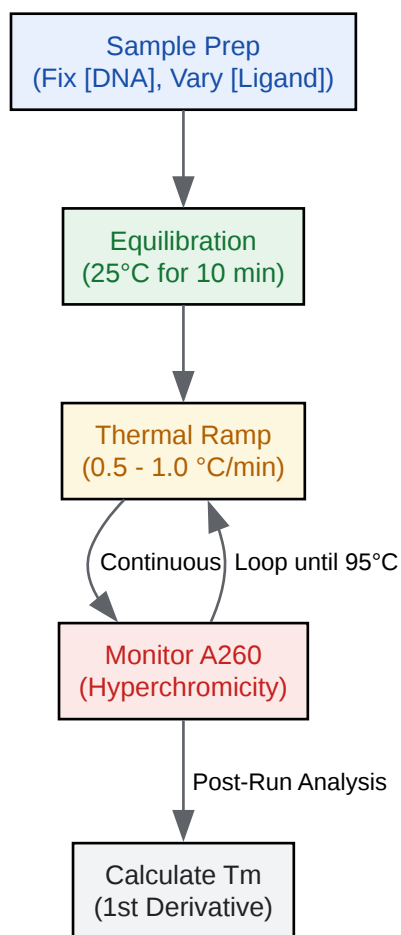 Sample Prep
(Fix [DNA], Vary [Ligand])
Equilibration
(25°C for 10 min)
Thermal Ramp
(0.5 - 1.0 °C/min)
Continuous
Loop until 95°C
Monitor A260
(Hyperchromicity)
Post-Run Analysis
Calculate Tm
(1st Derivative)